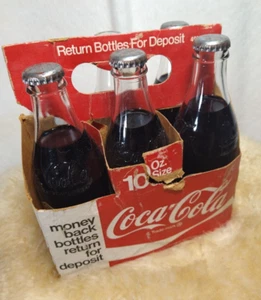 Return Bottles For Deposit
10
OZ.
Size
money
back
bottles
return
for
deposit
Coca-Cola